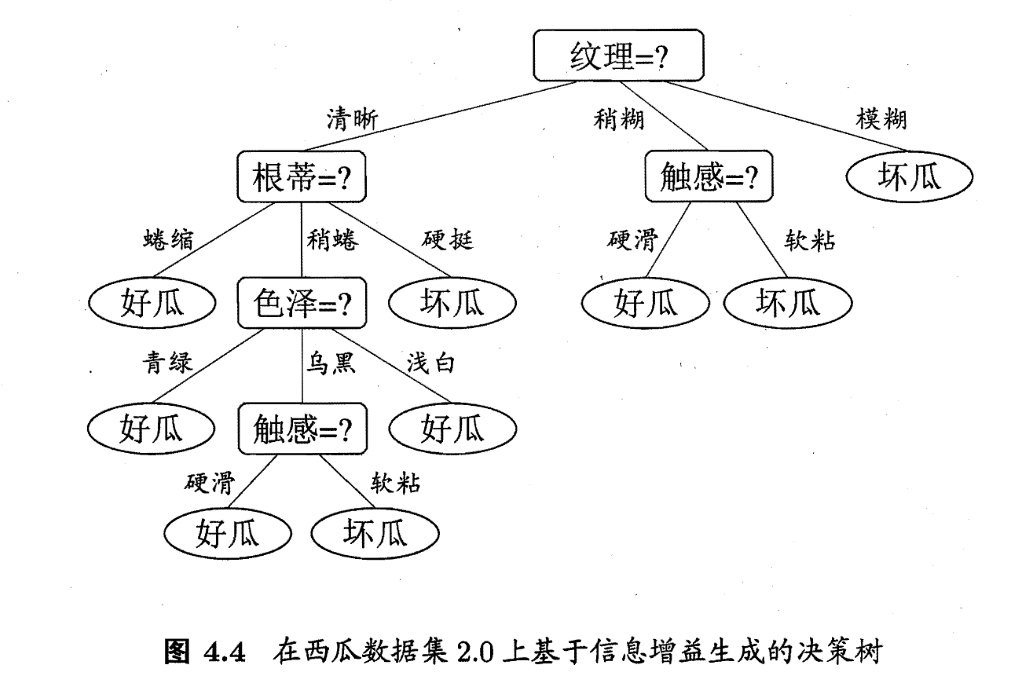 纹理=?
清晰 稍糊 模糊
根蒂=? 触感=? 坏瓜
蜷缩 稍蜷 硬挺 硬滑 软粘
好瓜 色泽=? 坏瓜 好瓜 坏瓜
青绿 乌黑 浅白
好瓜 触感=? 好瓜
硬滑 软粘
好瓜 坏瓜
图 4.4 在西瓜数据集 2.0 上基于信息增益生成的决策树